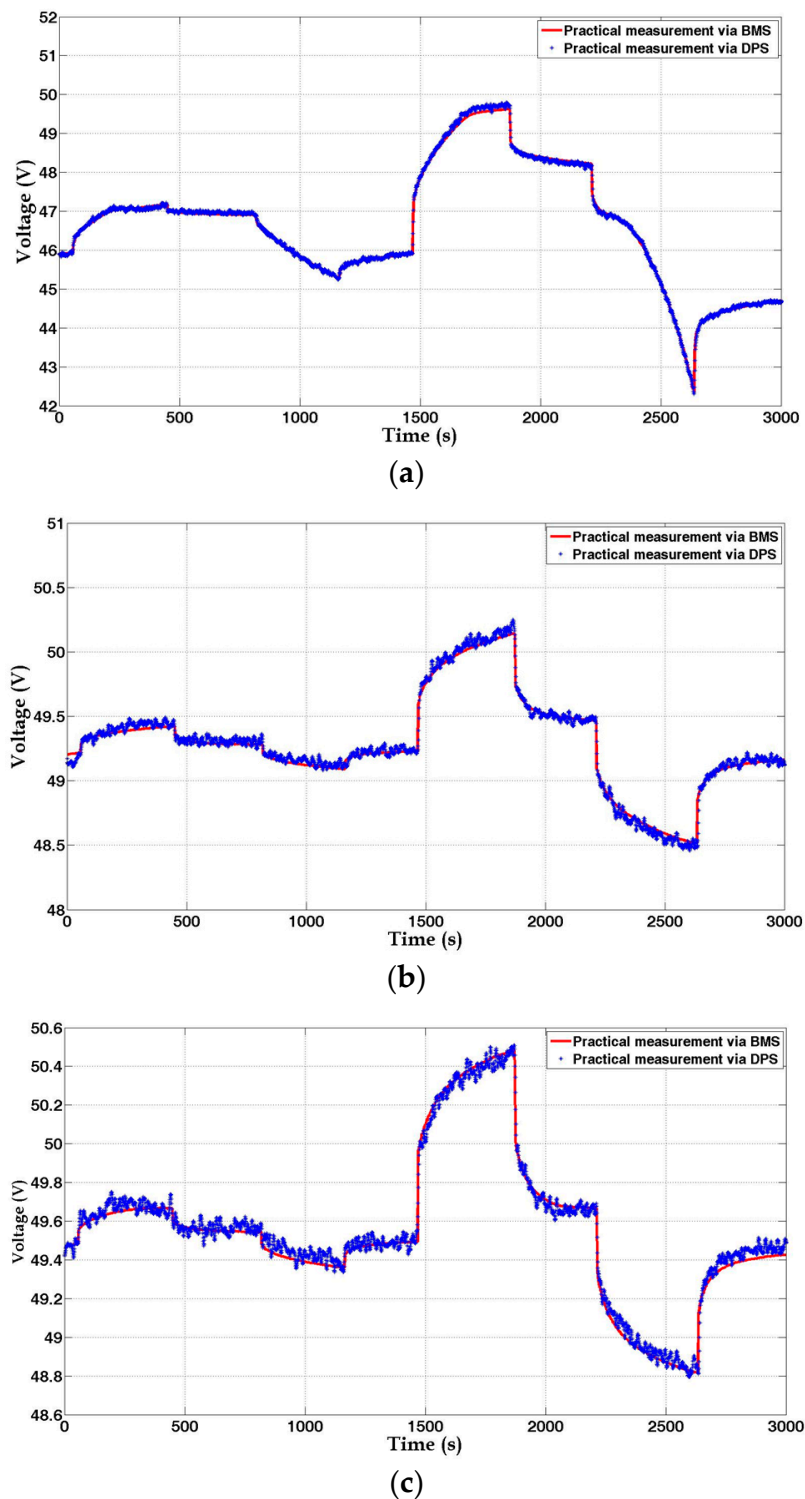 52
51
50
49
48
47
46
45
44
43
42
Voltage (V)
Practical measurement via BMS
Practical measurement via DPS
0 500 1000 1500 2000 2500 3000
Time (s)
(a)
51
50.5
50
49.5
49
48.5
48
Voltage (V)
Practical measurement via BMS
Practical measurement via DPS
0 500 1000 1500 2000 2500 3000
Time (s)
(b)
50.6
50.4
50.2
50
49.8
49.6
49.4
49.2
49
48.8
48.6
Voltage (V)
Practical measurement via BMS
Practical measurement via DPS
0 500 1000 1500 2000 2500 3000
Time (s)
(c)